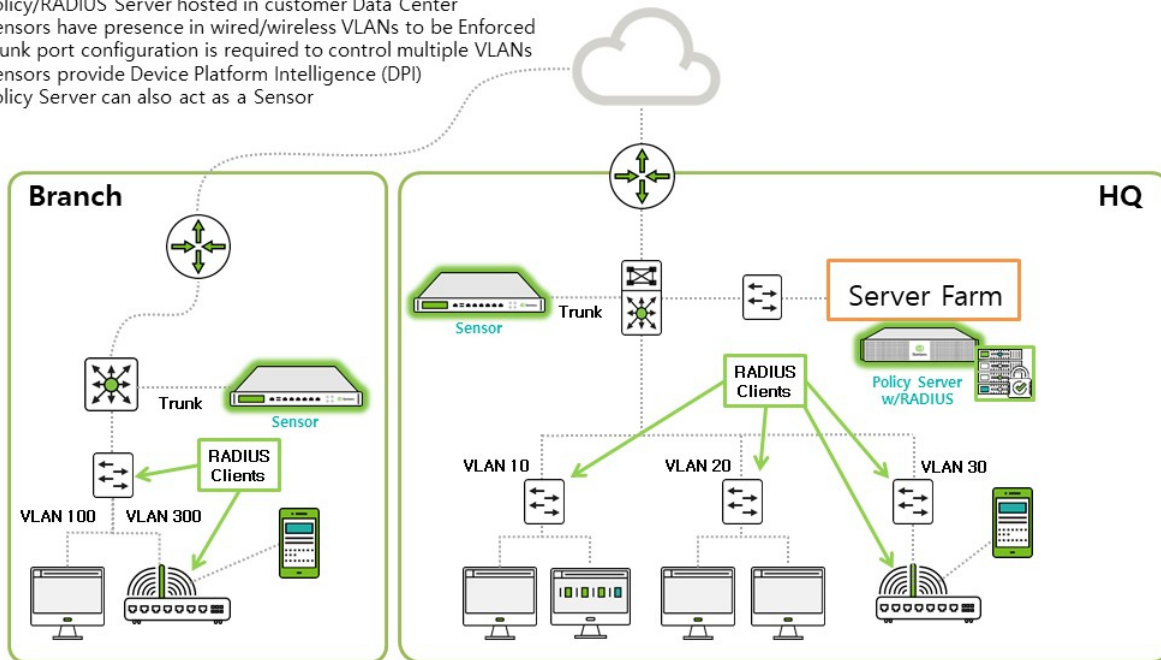 olicy/RADIUS Server hosted in customer Data Center
ensors have presence in wired/wireless VLANs to be Enforced
unk port configuration is required to control multiple VLANs
ensors provide Device Platform Intelligence (DPI)
olicy Server can also act as a Sensor
Branch
HQ
Sensor
Trunk
Server Farm
Policy Server
w/RADIUS
RADIUS
Clients
Trunk
Sensor
RADIUS
Clients
VLAN 10
VLAN 20
VLAN 30
VLAN 100
VLAN 300